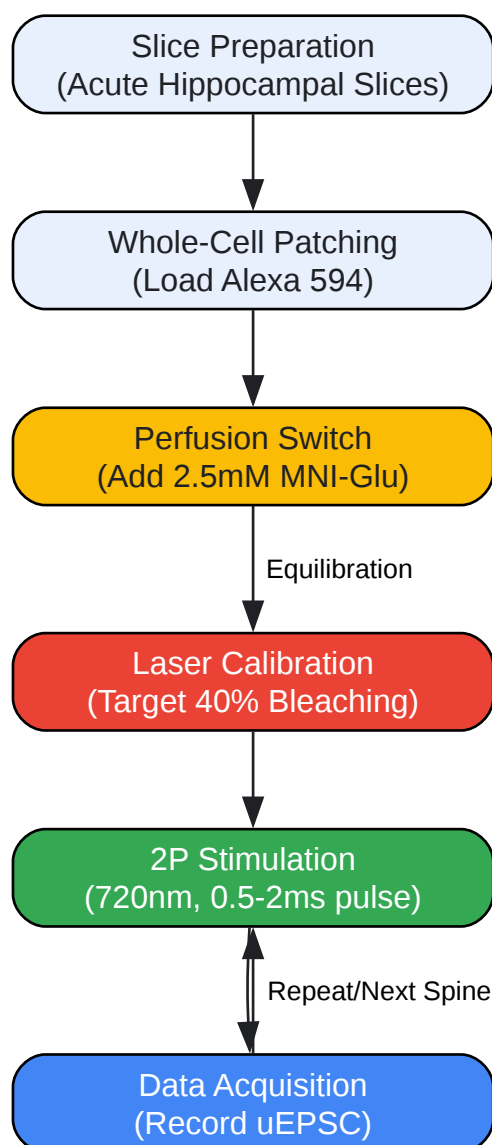 Slice Preparation
(Acute Hippocampal Slices)
Whole-Cell Patching
(Load Alexa 594)
Perfusion Switch
(Add 2.5mM MNI-Glu)
Equilibration
Laser Calibration
(Target 40% Bleaching)
2P Stimulation
(720nm, 0.5-2ms pulse)
Repeat/Next Spine
Data Acquisition
(Record uEPSC)